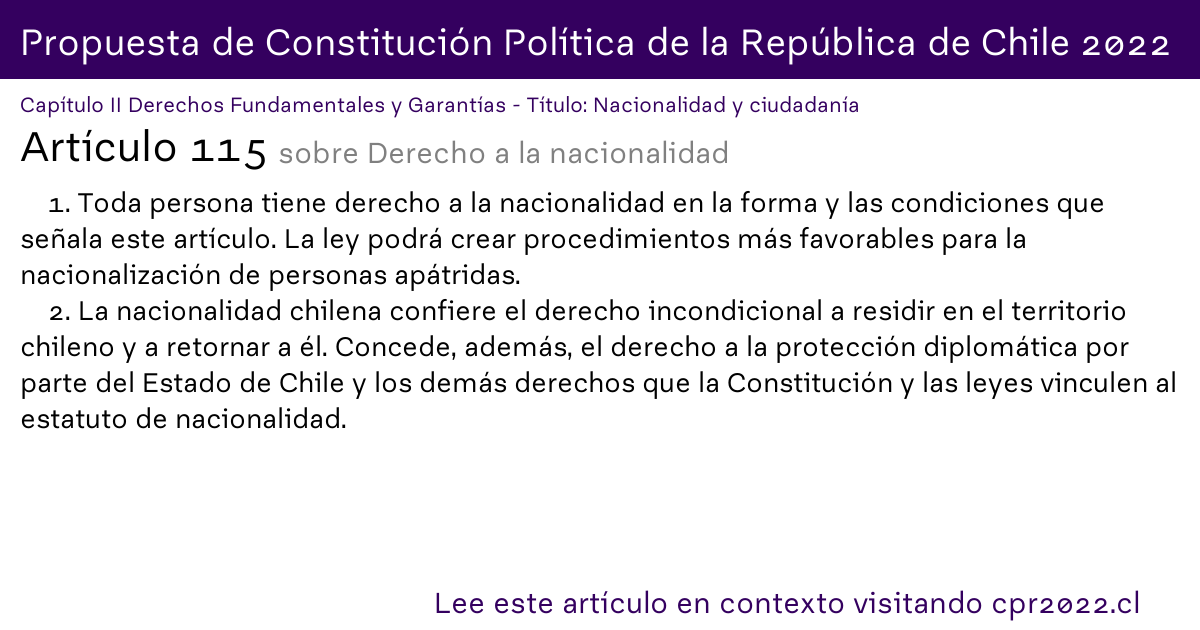 Propuesta de Constitución Política de la República de Chile 2022
Capítulo II Derechos Fundamentales y Garantías - Título: Nacionalidad y ciudadanía
Artículo 115 sobre Derecho a la nacionalidad
1. Toda persona tiene derecho a la nacionalidad en la forma y las condiciones que
señala este artículo. La ley podrá crear procedimientos más favorables para la
nacionalización de personas apátridas.
2. La nacionalidad chilena confiere el derecho incondicional a residir en el territorio
chileno y a retornar a él. Concede, además, el derecho a la protección diplomática por
parte del Estado de Chile y los demás derechos que la Constitución y las leyes vinculen al
estatuto de nacionalidad.
Lee este artículo en contexto visitando cpr2022.cl